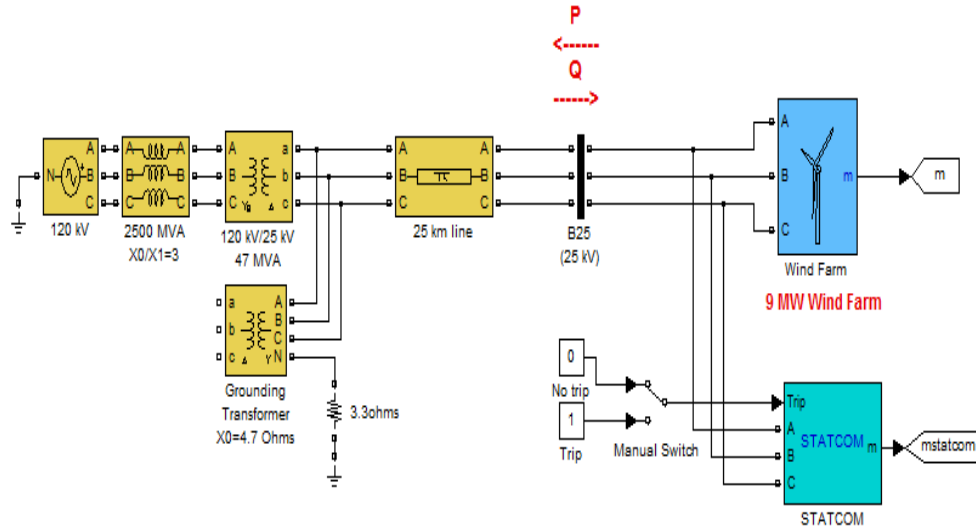 P
Q
A
B
C
A
B
C
N
A
B
C
A
B
C
A
B
C
a
b
c
Yg
A
B
C
A
B
C
m
m
120 kV
2500 MVA
X0/X1=3
120 kV/25 kV
47 MVA
25 km line
B25
(25 kV)
Wind Farm
9 MW Wind Farm
a
b
c
A
B
C
N
Y
Grounding
Transformer
X0=4.7 Ohms
3.3ohms
0
No trip
1
Trip
Manual Switch
Trip
A
B
C
STATCOM
m
mstatcom
STATCOM